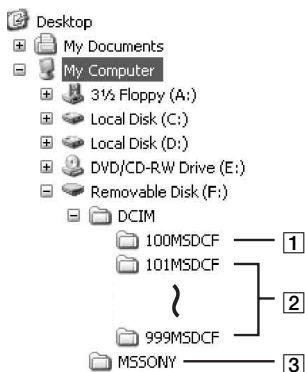 Desktop
My Documents
My Computer
3½ Floppy (A:)
Local Disk (C:)
Local Disk (D:)
DVD/CD-RW Drive (E:)
Removable Disk (F:)
DCIM
100MSDCF 1
101MSDCF
2
999MSDCF
MSSONY 3